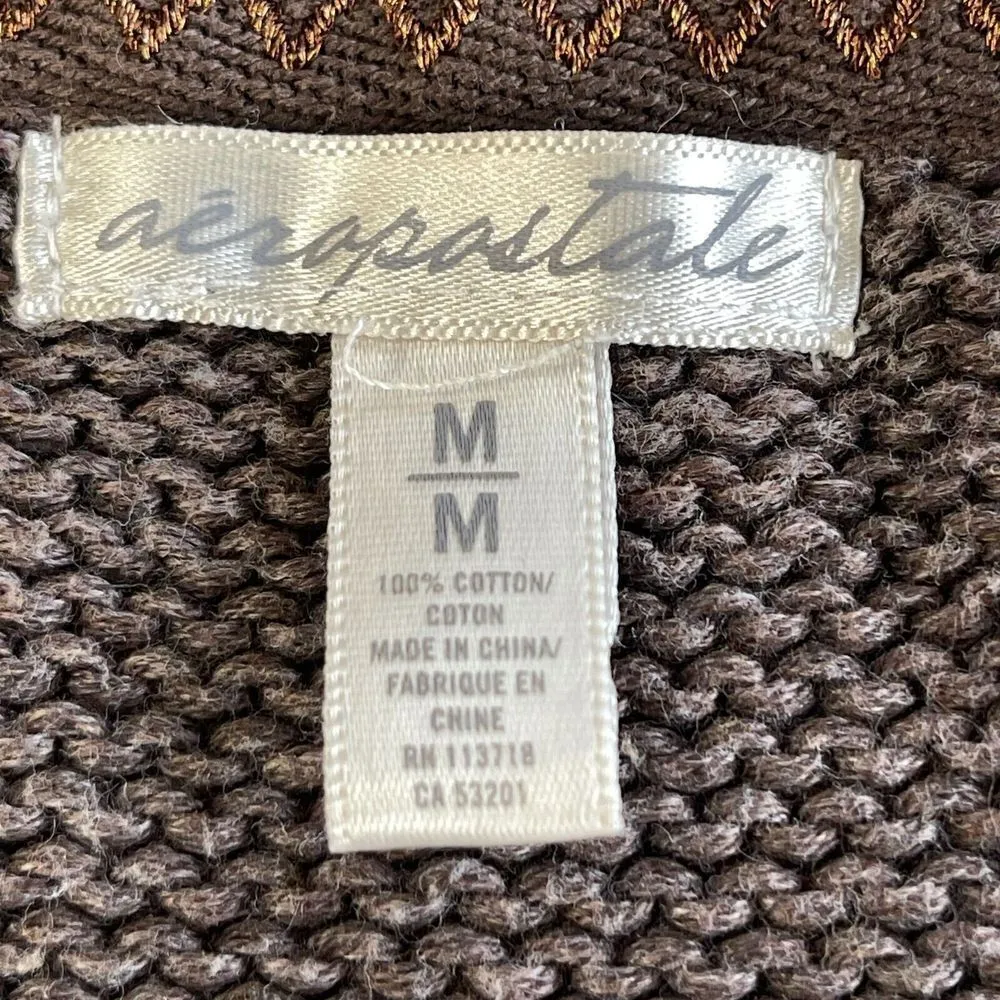 aéropostale
M
M
100% COTTON/
COTON
MADE IN CHINA/
FABRIQUE EN
CHINE
RN 113718
CA 53201